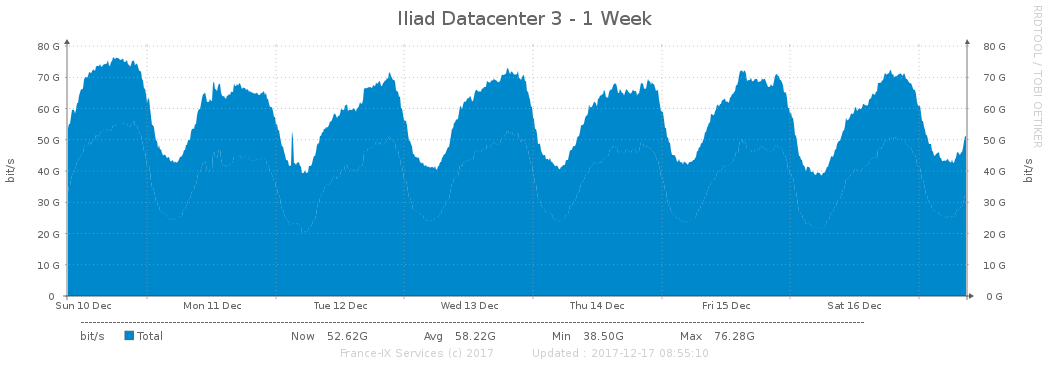 Iliad Datacenter 3 - 1 Week
RRDTOOL / TOBI OETIKER
bit/s
bit/s
80 G 80 G
70 G 70 G
60 G 60 G
50 G 50 G
40 G 40 G
30 G 30 G
20 G 20 G
10 G 10 G
0 0 G
Sun 10 Dec Mon 11 Dec Tue 12 Dec Wed 13 Dec Thu 14 Dec Fri 15 Dec Sat 16 Dec
bit/s Total Now 52.62G Avg 58.22G Min 38.50G Max 76.28G
France-IX Services (c) 2017 Updated : 2017-12-17 08:55:10